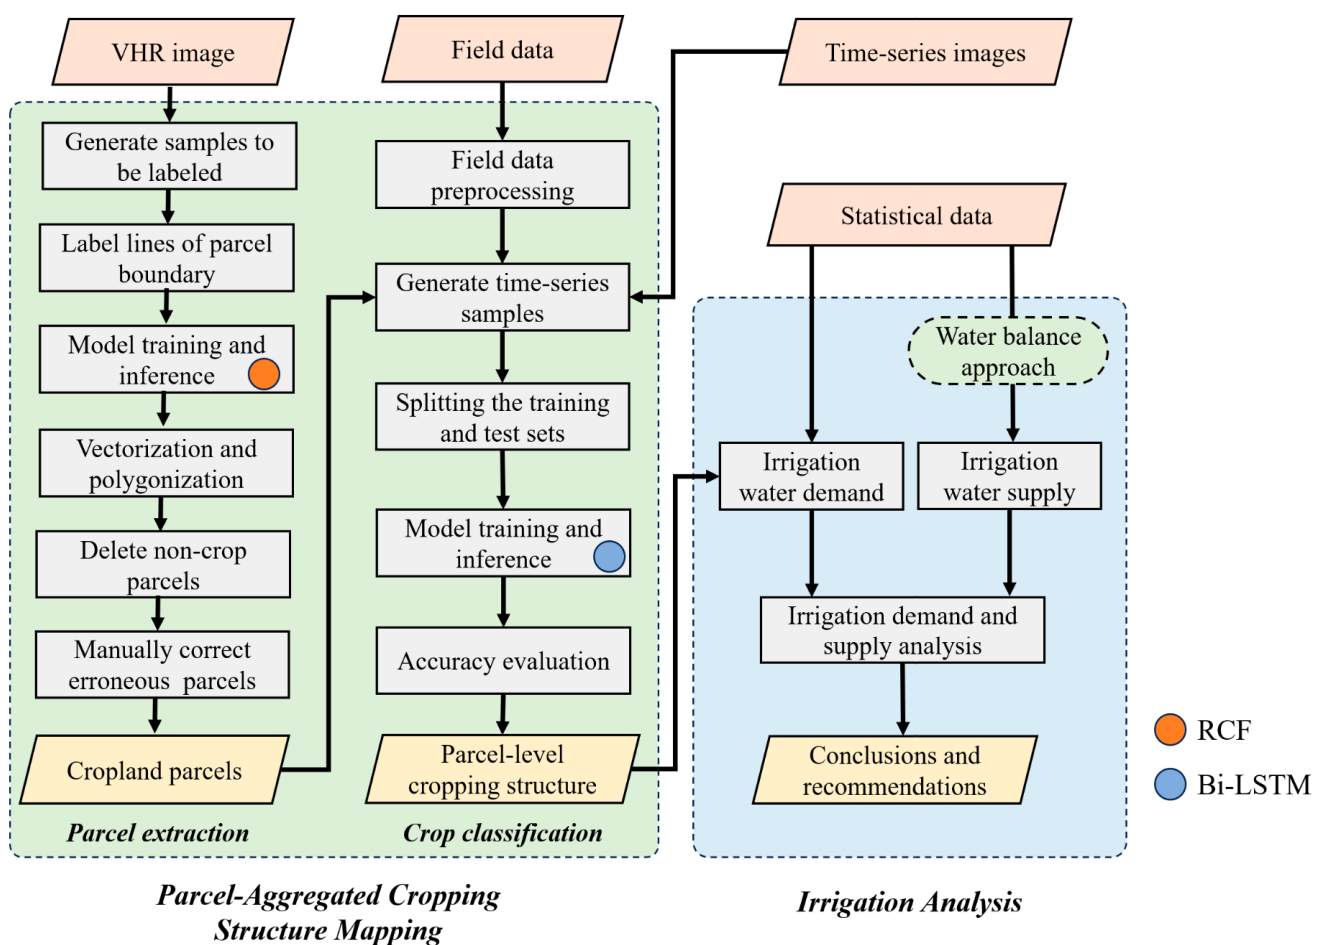 VHR image
Field data
Time-series images
Generate samples to
be labeled
Label lines of parcel
boundary
Model training and
inference
Vectorization and
polygonization
Delete non-crop
parcels
Manually correct
erroneous parcels
Cropland parcels
Parcel extraction
Field data
preprocessing
Generate time-series
samples
Splitting the training
and test sets
Model training and
inference
Accuracy evaluation
Parcel-level
cropping structure
Crop classification
Parcel-Aggregated Cropping
Structure Mapping
Statistical data
Water balance
approach
Irrigation
water demand
Irrigation
water supply
Irrigation demand and
supply analysis
Conclusions and
recommendations
Irrigation Analysis
RCF
Bi-LSTM